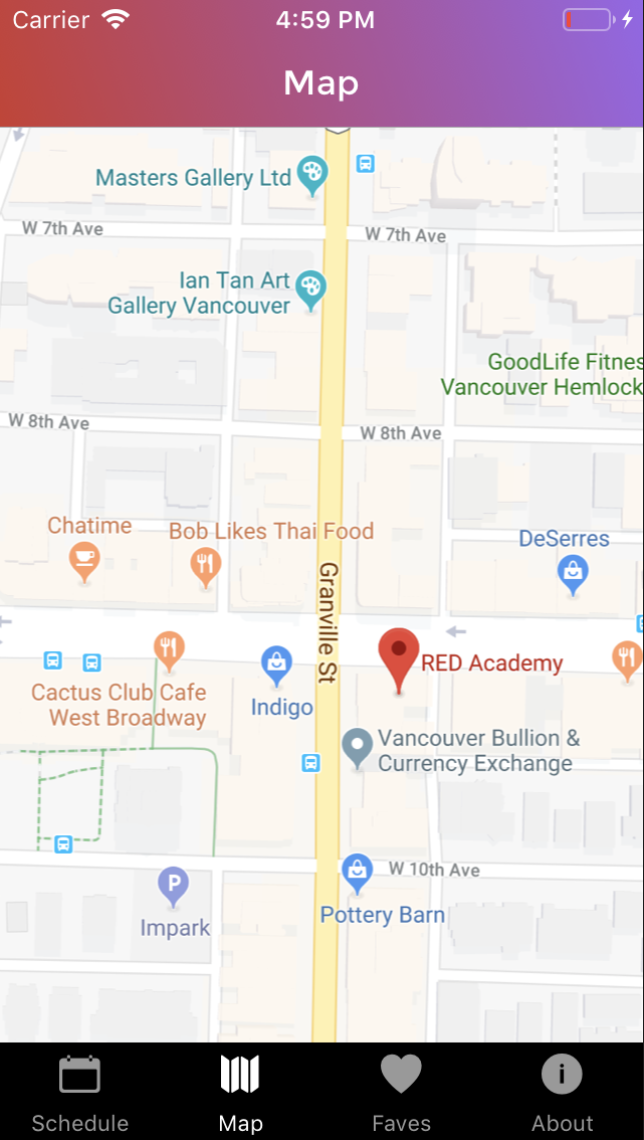 Carrier 4:59 PM
Map
Masters Gallery Ltd
W 7th Ave
W 7th Ave
Ian Tan Art
Gallery Vancouver
GoodLife Fitnes
Vancouver Hemlock
W 8th Ave
W 8th Ave
Chatime
Bob Likes Thai Food
DeSerres
Granville St
RED Academy
Cactus Club Cafe
West Broadway
Indigo
Vancouver Bullion &
Currency Exchange
W 10th Ave
P
Impark
Pottery Barn
Schedule
Map
Faves
About